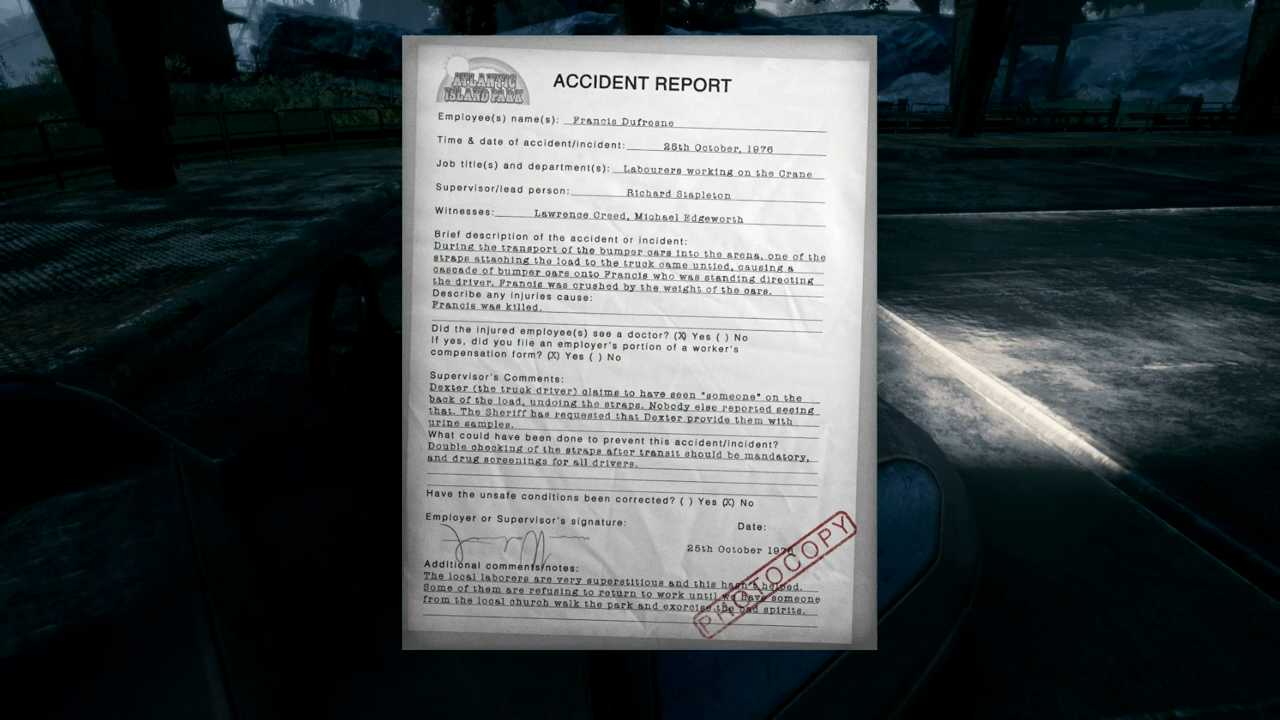 ATLANTIC
ISLAND PARK
ACCIDENT REPORT
Employee(s) name(s): Francis Dufresne
Time & date of accident/incident: 25th October, 1976
Job title(s) and department(s): Labourers working on the Crane
Supervisor/lead person: Richard Stapleton
Witnesses: Lawrence Creed, Michael Edgeworth
Brief description of the accident or incident:
During the transport of the bumper cars into the arena, one of the
straps attaching the load to the truck came untied, causing a
cascade of bumper cars onto Francis who was standing directing
the driver. Francis was crushed by the weight of the cars.
Describe any injuries cause:
Francis was killed.
Did the injured employee(s) see a doctor? (X) Yes ( ) No
If yes, did you file an employer's portion of a worker's
compensation form? (X) Yes ( ) No
Supervisor's Comments:
Dexter (the truck driver) claims to have seen "someone" on the
back of the load, undoing the straps. Nobody else reported seeing
that. The Sheriff has requested that Dexter provide them with
urine samples.
What could have been done to prevent this accident/incident?
Double checking of the straps after transit should be mandatory,
and drug screenings for all drivers.
Have the unsafe conditions been corrected? ( ) Yes (X) No
Employer or Supervisor's signature:
Date:
25th October 1976
Additional comments/notes:
The local laborers are very superstitious and this hasn't helped.
Some of them are refusing to return to work until we have someone
from the local church walk the park and exorcise the bad spirits.
PHOTOCOPY